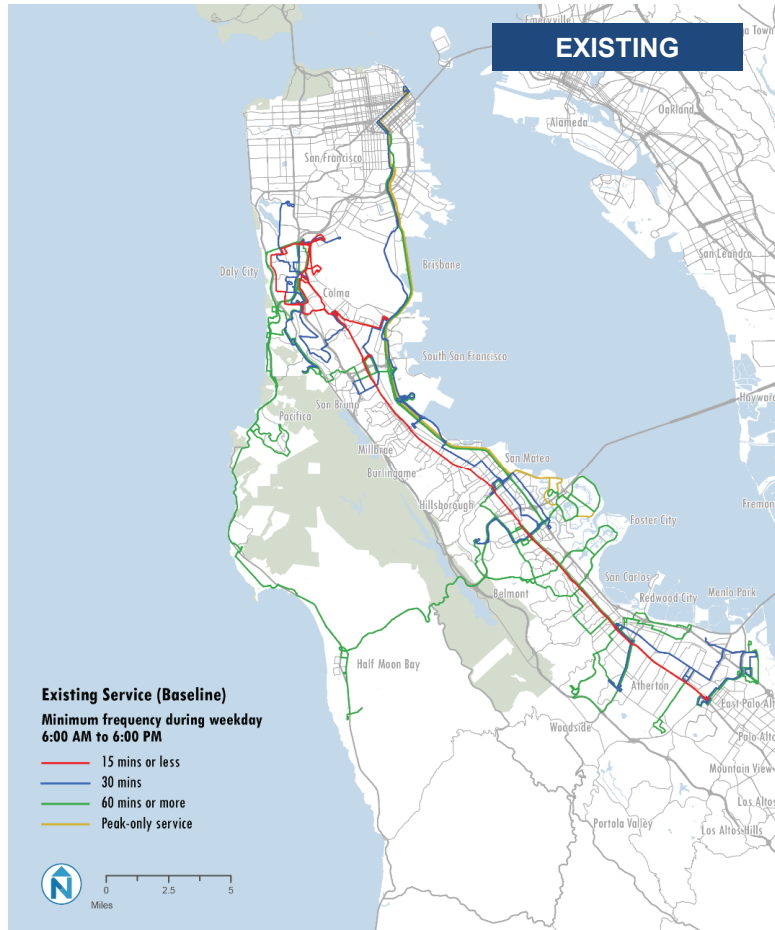 EXISTING
Emeryville
Oakland
Alameda
San Francisco
San Leandro
Daly City
Brisbane
Colma
South San Francisco
Hayward
San Bruno
Pacifica
Millbrae
San Mateo
Burlingame
Hillsborough
Foster City
San Carlos
Belmont
Redwood City
Menlo Park
Half Moon Bay
Atherton
East Palo Alt
Woodside
Palo Alto
Mountain View
Los Altos
Portola Valley
Los Altos Hills
Existing Service (Baseline)
Minimum frequency during weekday
6:00 AM to 6:00 PM
15 mins or less
30 mins
60 mins or more
Peak-only service
N
0 2.5 5
Miles